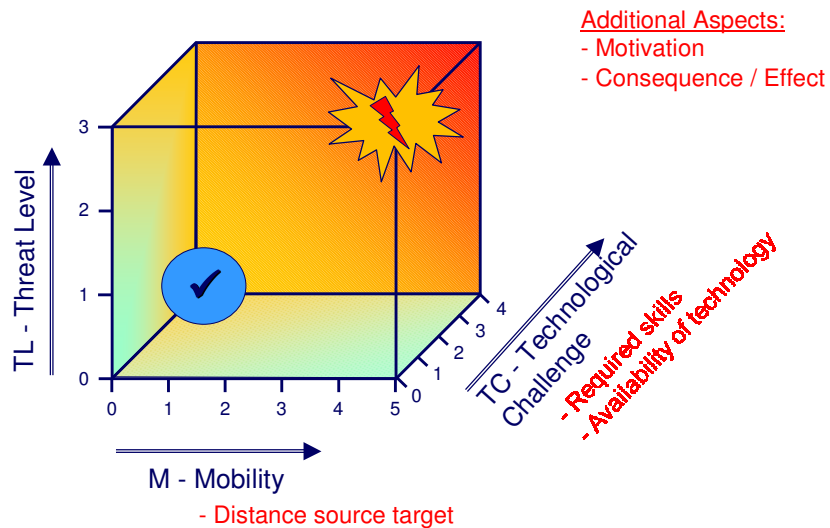 Additional Aspects:
- Motivation
- Consequence / Effect
3
2
1
0
TL - Threat Level
0
1
2
3
4
5
0
1
2
3
4
M - Mobility
- Distance source target
TC - Technological
Challenge
- Required skills
- Availability of technology